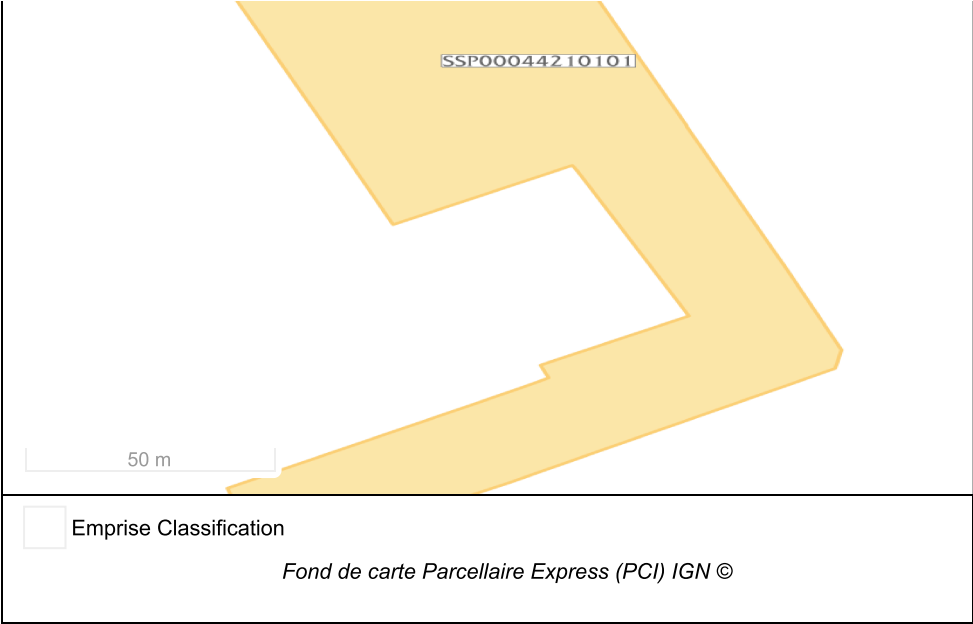 SSP00044210101
50 m
Emprise Classification
Fond de carte Parcellaire Express (PCI) IGN ©